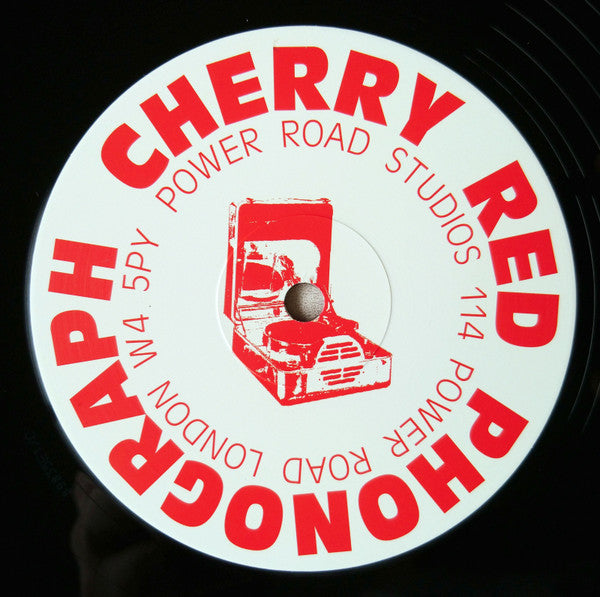 CHERRY RED PHONOGRAPH
POWER ROAD STUDIOS 114 POWER ROAD LONDON W4. 5PY